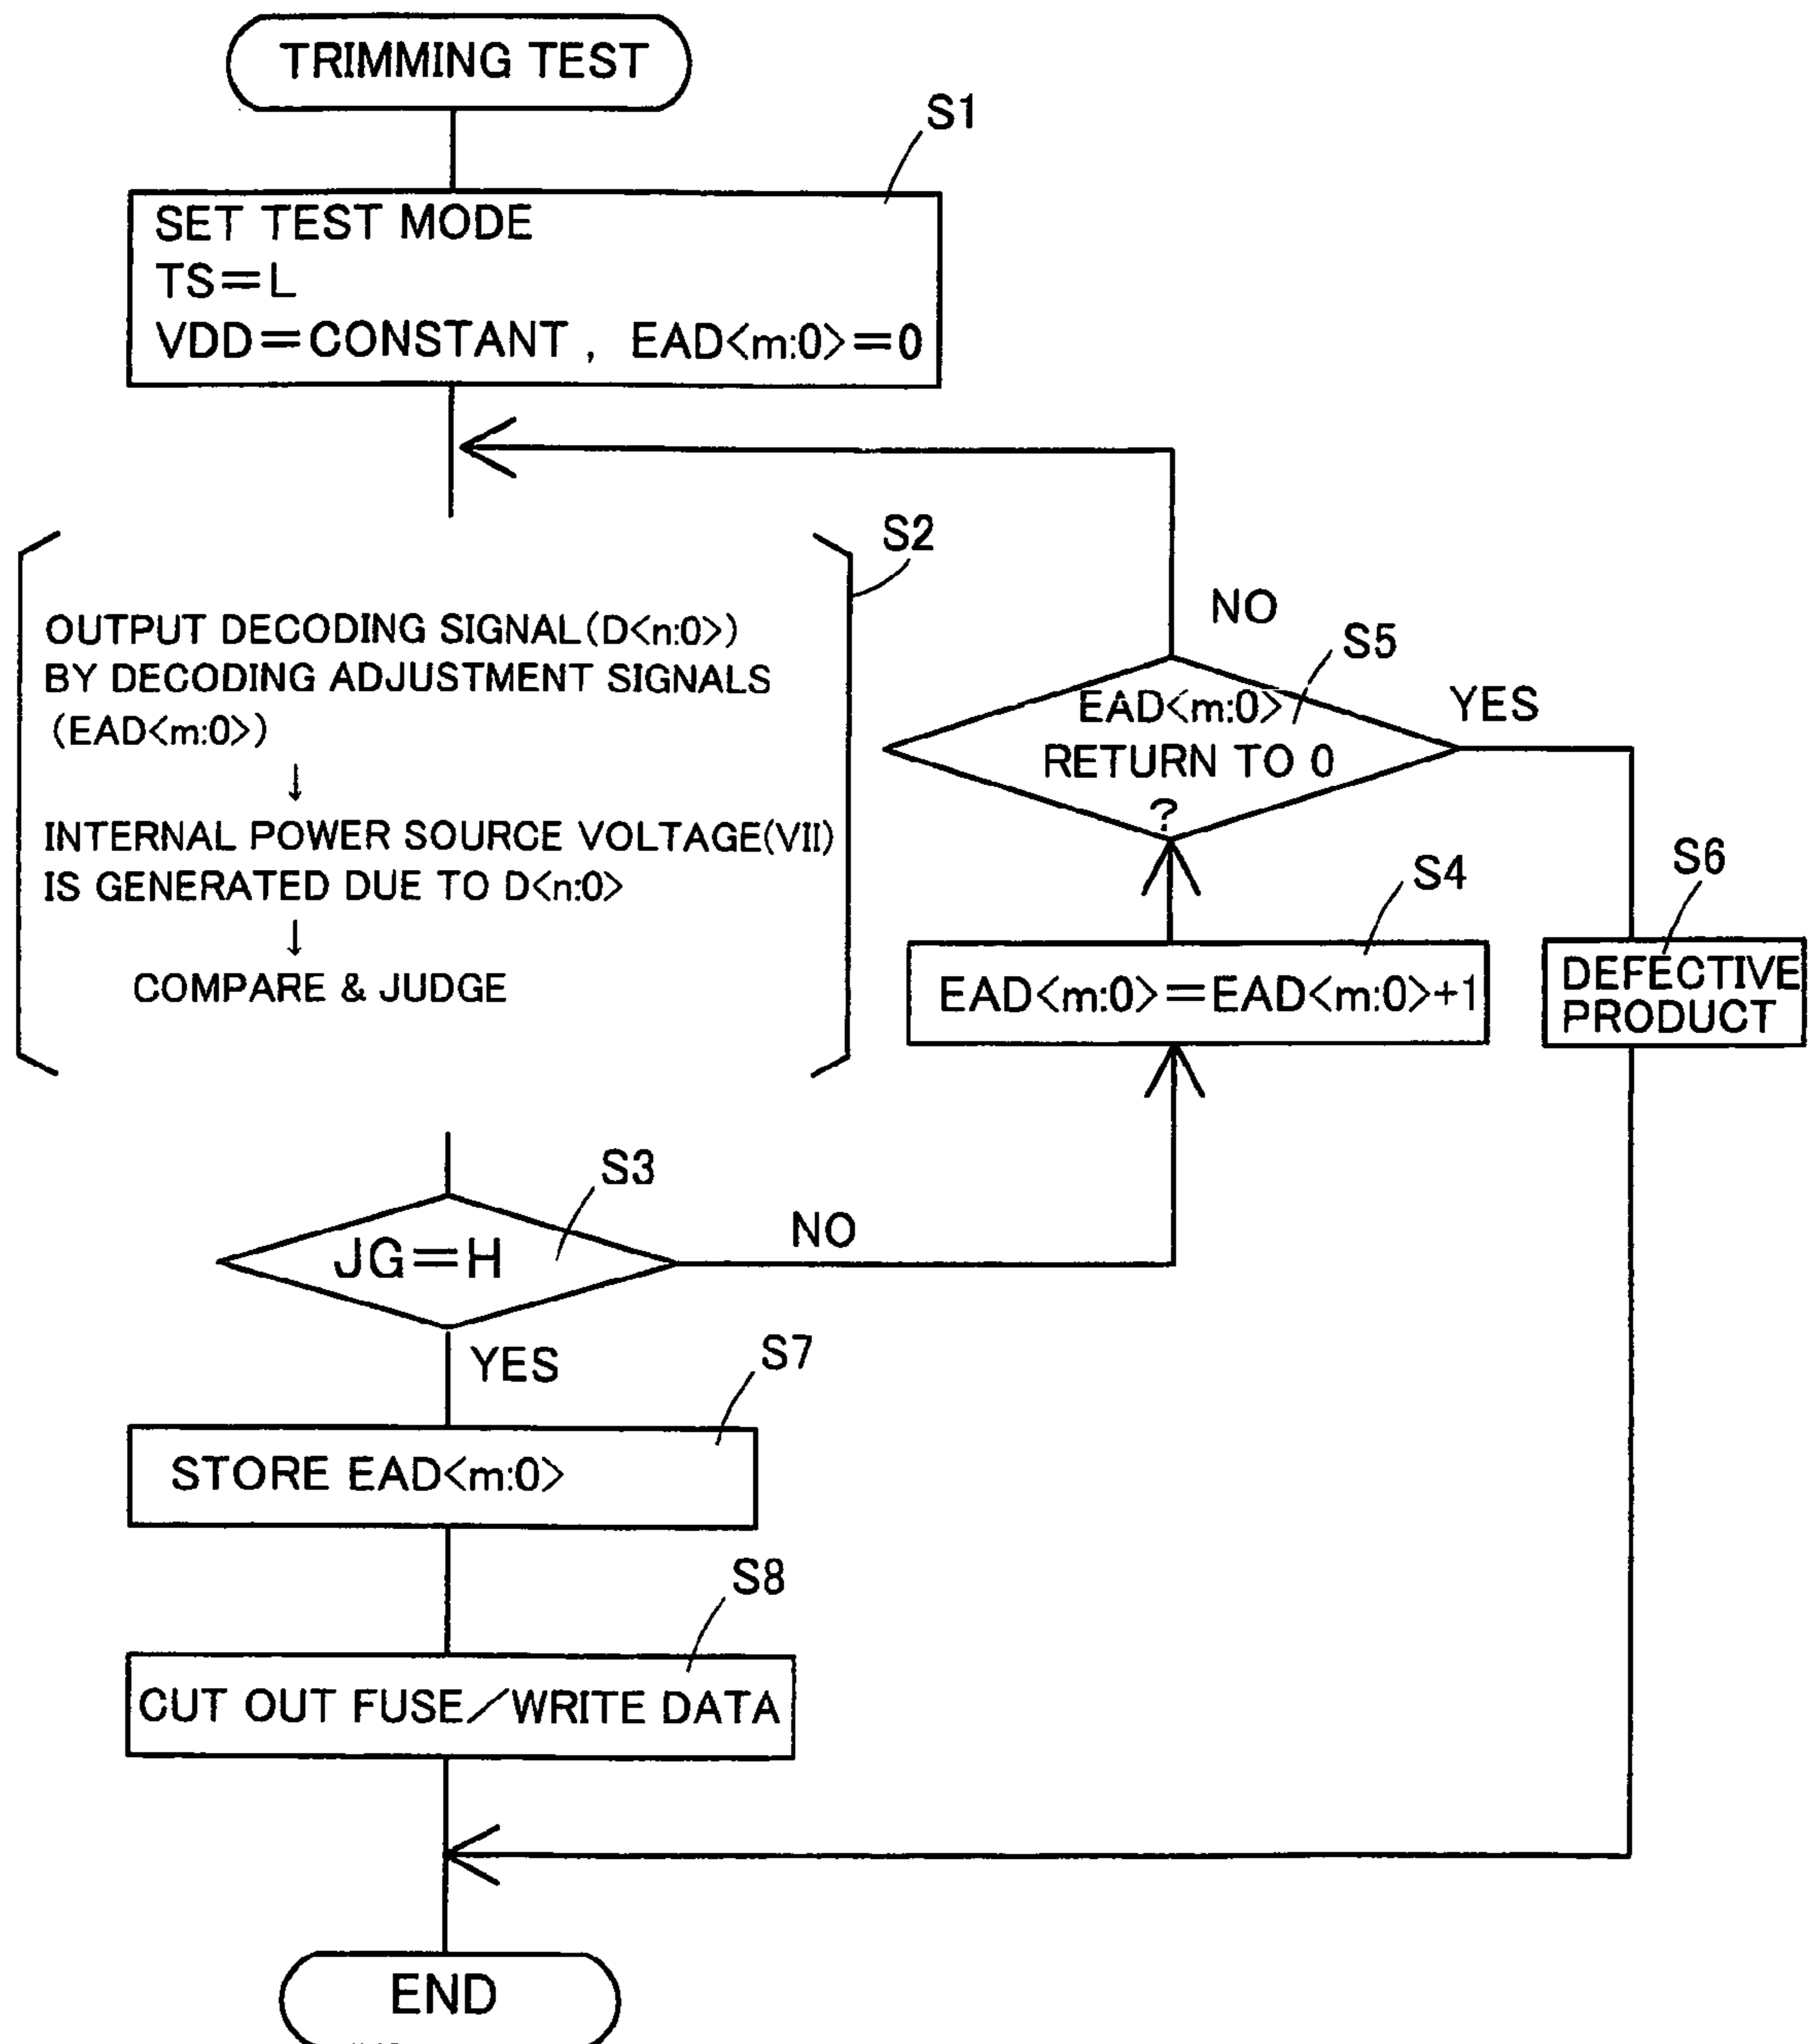 TRIMMING TEST
S1
SET TEST MODE
TS=L
VDD=CONSTANT, EAD<m:0>=0
S2
OUTPUT DECODING SIGNAL(D<n:0>)
BY DECODING ADJUSTMENT SIGNALS
(EAD<m:0>)
↓
INTERNAL POWER SOURCE VOLTAGE(VII)
IS GENERATED DUE TO D<n:0>
↓
COMPARE & JUDGE
NO
S5
EAD<m:0>
RETURN TO 0
?
YES
S4
EAD<m:0>=EAD<m:0>+1
S6
DEFECTIVE
PRODUCT
S3
JG=H
NO
YES
S7
STORE EAD<m:0>
S8
CUT OUT FUSE/WRITE DATA
END